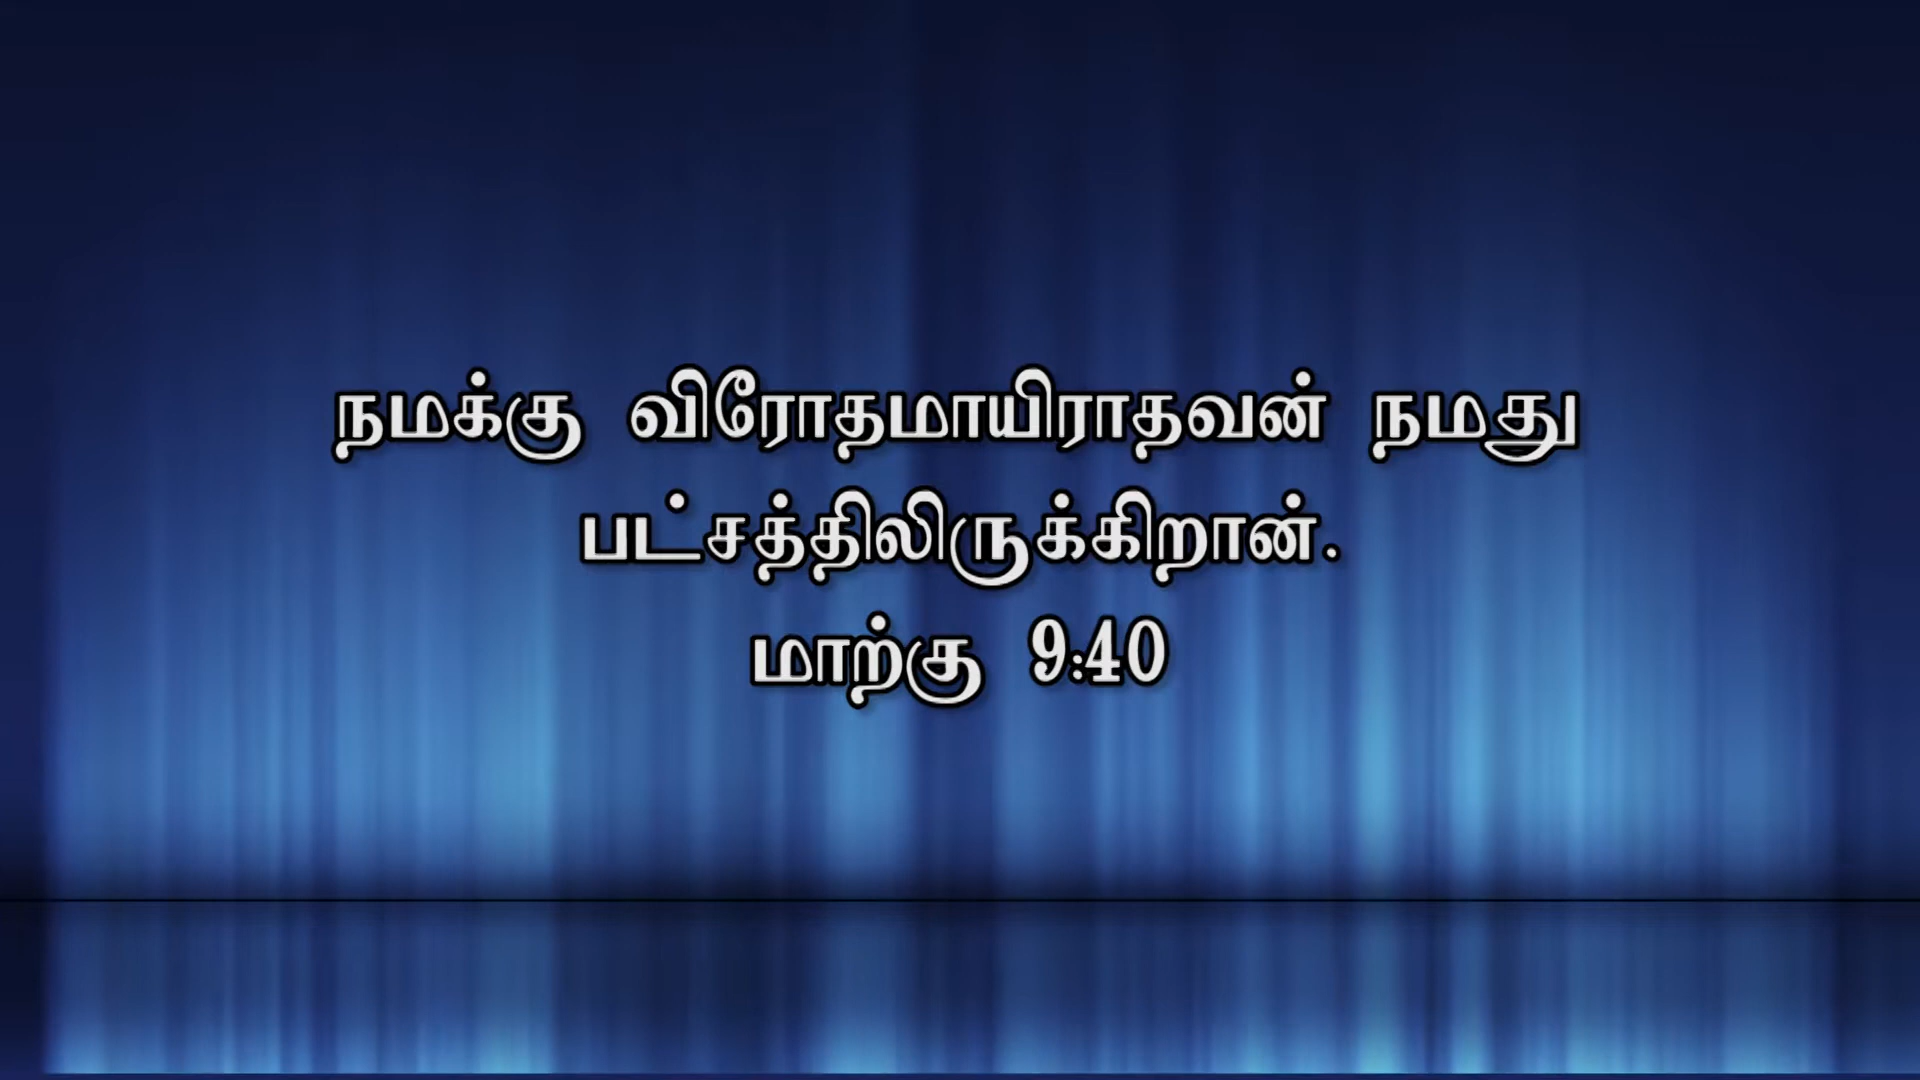 நமக்கு விரோதமாயிராதவன் நமது
பட்சத்திலிருக்கிறான்.
மாற்கு 9:40